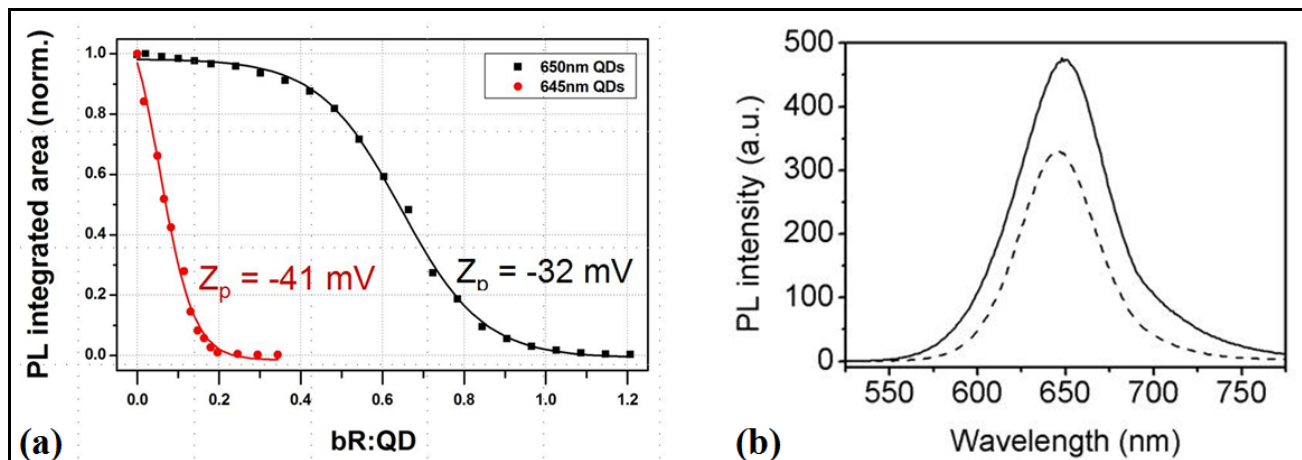 PL integrated area (norm.)
1.0
0.8
0.6
0.4
0.2
0.0
650nm QDs
645nm QDs
Zp = -41 mV
Zp = -32 mV
0.0 0.2 0.4 0.6 0.8 1.0 1.2
bR:QD
(a)
PL intensity (a.u.)
500
400
300
200
100
0
550 600 650 700 750
Wavelength (nm)
(b)